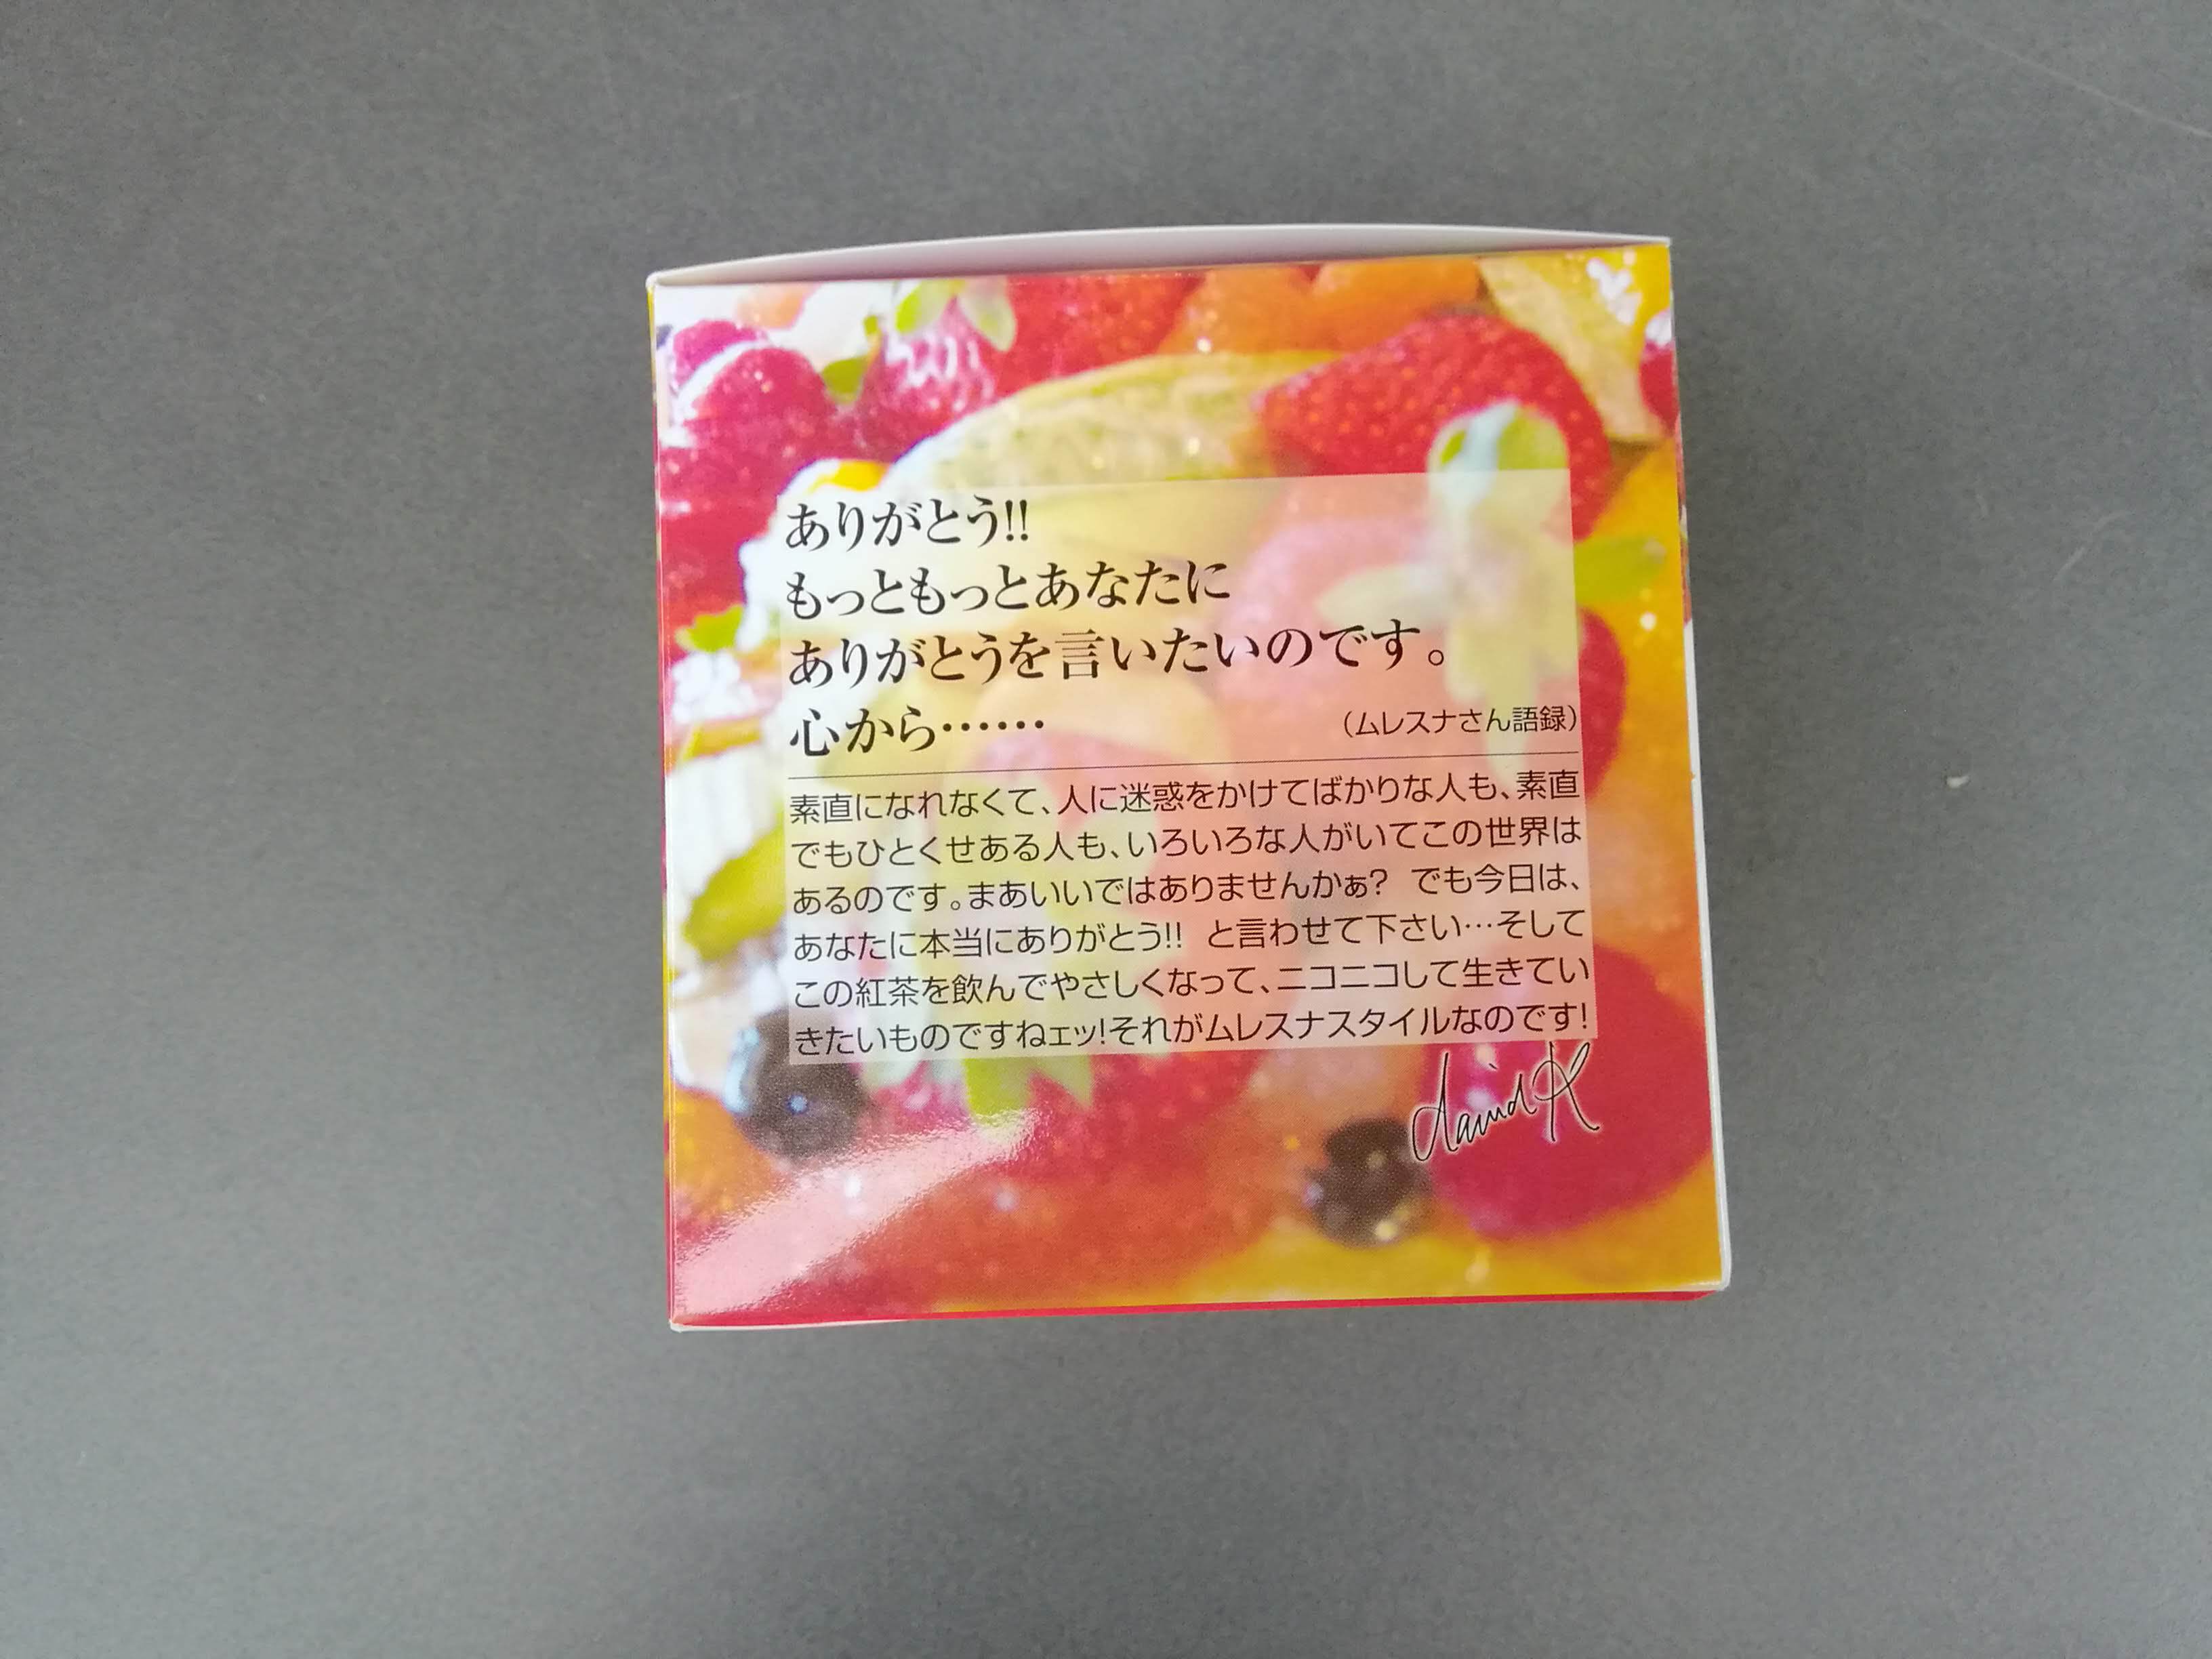 ありがとう!!
もっともっとあなたに
ありがとうを言いたいのです。
心から……
(ムレスナさん語録)
素直になれなくて、人に迷惑をかけてばかりな人も、素直
でもひとくせある人も、いろいろな人がいてこの世界は
あるのです。まあいいではありませんかぁ? でも今日は、
あなたに本当にありがとう!! と言わせて下さい…そして
この紅茶を飲んでやさしくなって、ニコニコして生きてい
きたいものですねェッ!それがムレスナスタイルなのです!
david K